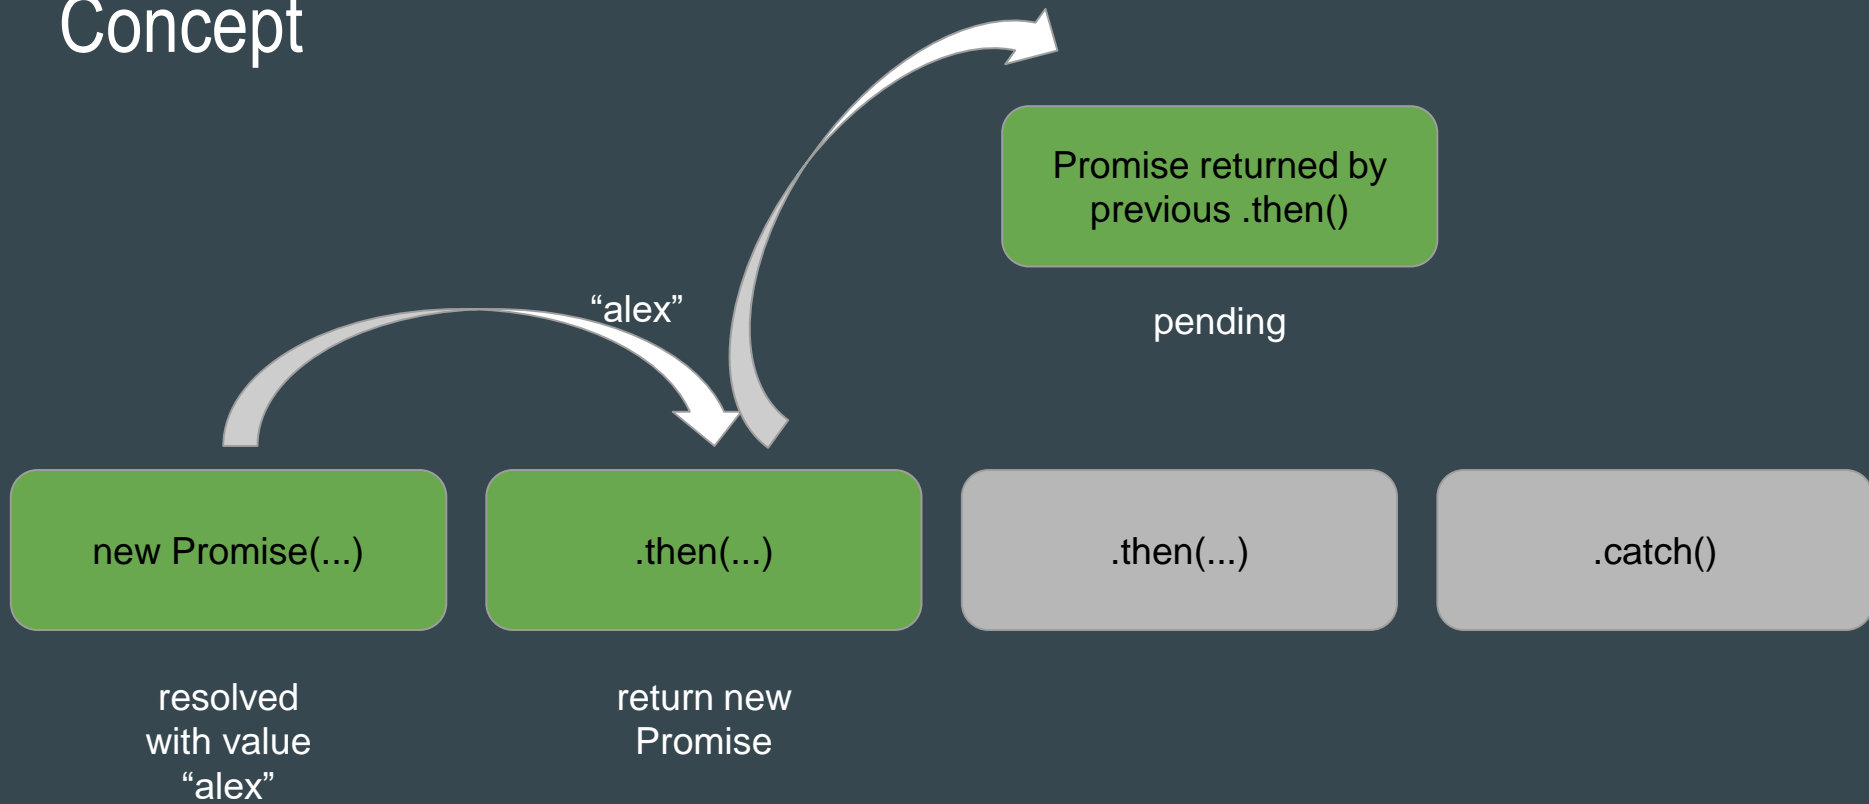 Concept
Promise returned by
previous .then()
“alex”
pending
new Promise(...)
.then(...)
.then(...)
.catch()
resolved
with value
“alex”
return new
Promise